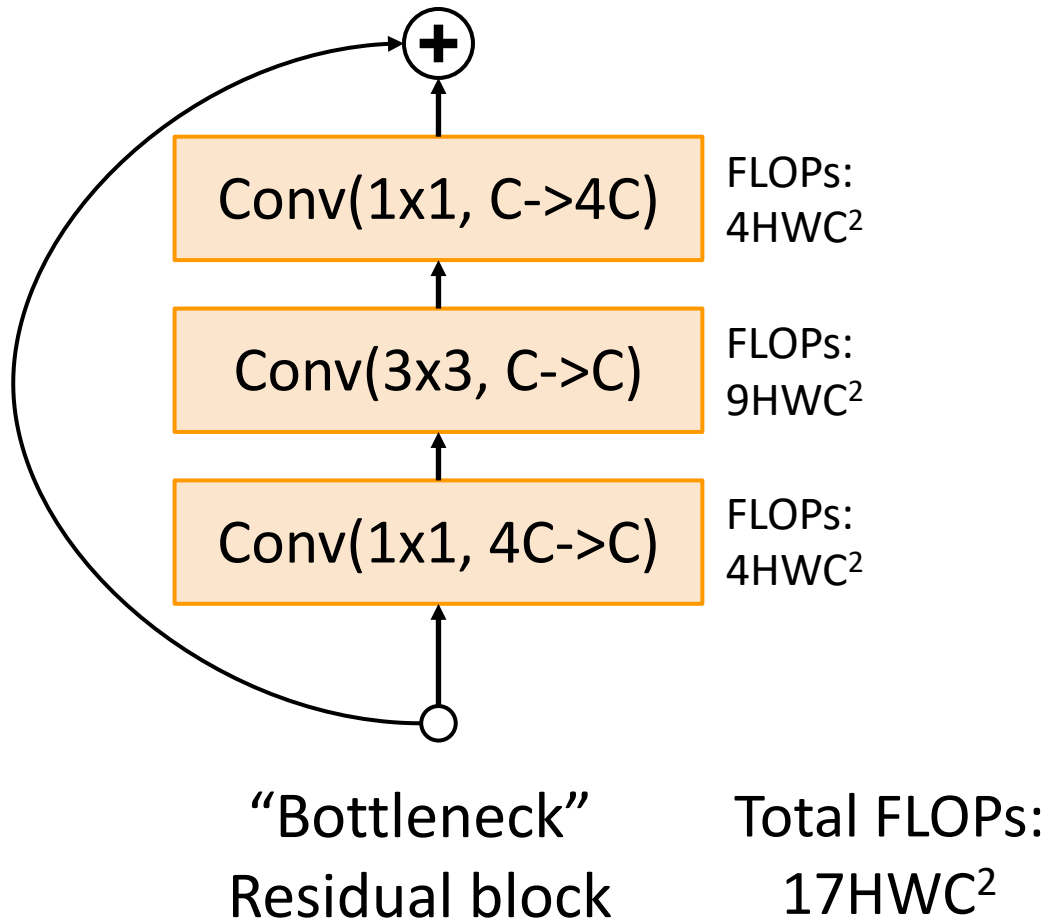 +
Conv(1x1, C->4C)
FLOPs:
4HWC²
Conv(3x3, C->C)
FLOPs:
9HWC²
Conv(1x1, 4C->C)
FLOPs:
4HWC²
“Bottleneck”
Residual block
Total FLOPs:
17HWC²